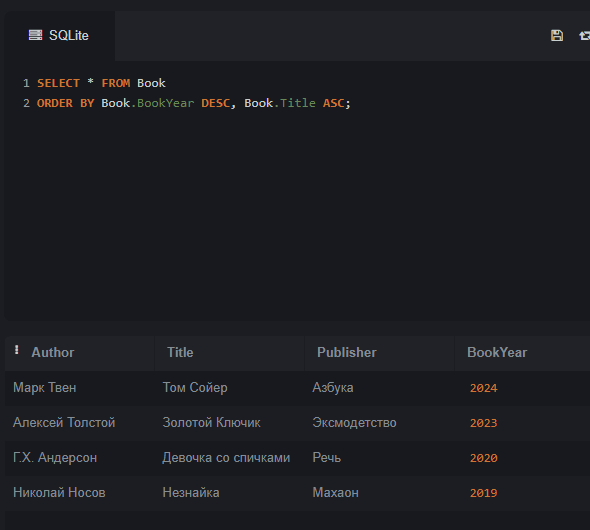 SQLite
1 SELECT * FROM Book
2 ORDER BY Book.BookYear DESC, Book.Title ASC;
Author Title Publisher BookYear
Марк Твен Том Сойер Азбука 2024
Алексей Толстой Золотой Ключик Эксмодетство 2023
Г.Х. Андерсон Девочка со спичками Речь 2020
Николай Носов Незнайка Махаон 2019